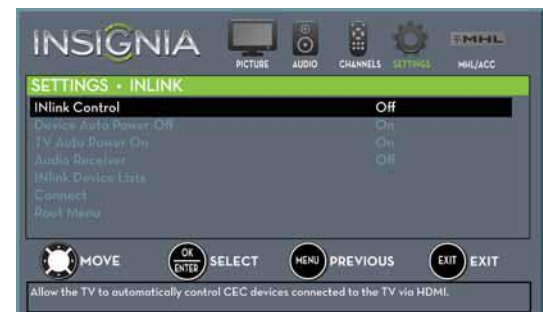 INSIGNIA
PICTURE AUDIO CHANNELS SETTINGS MHL MHL/ACC
SETTINGS • INLINK
INlink Control Off
Device Auto Power Off On
TV Auto Power On On
Audio Receiver Off
INlink Device Lists
Connect
Root Menu
MOVE OK ENTER SELECT MENU PREVIOUS EXIT EXIT
Allow the TV to automatically control CEC devices connected to the TV via HDMI.